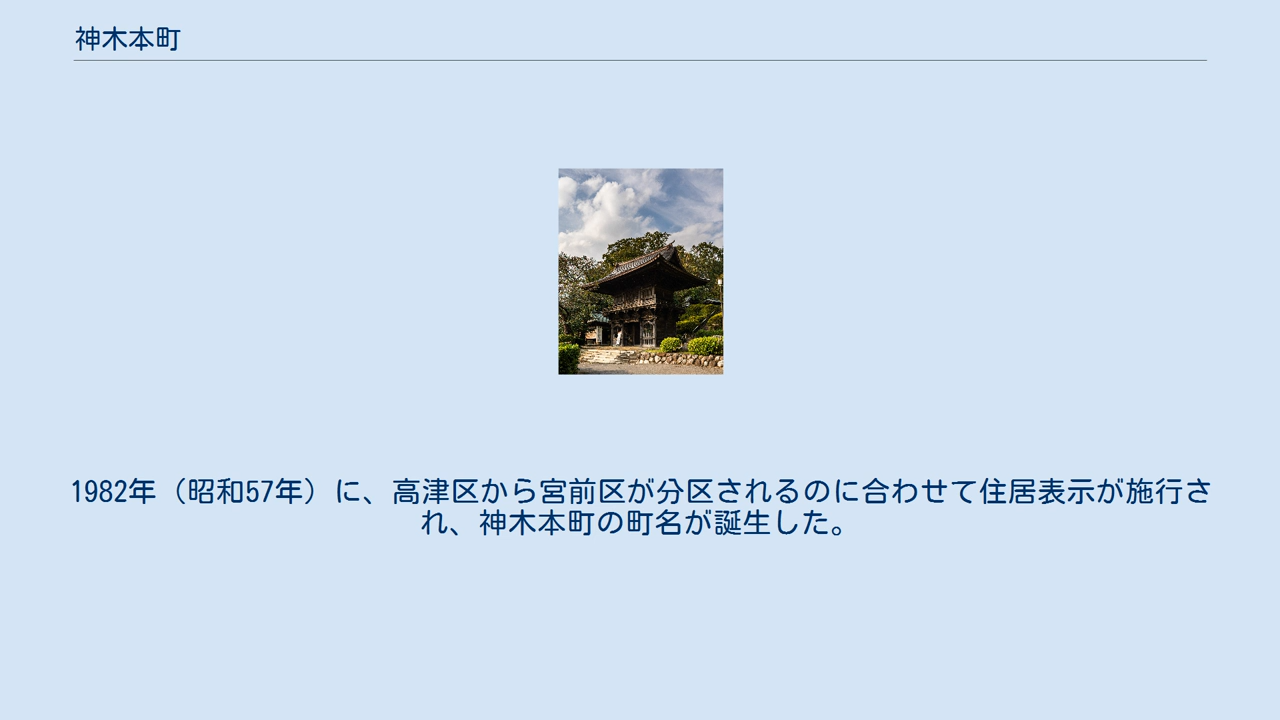 神木本町
1982年（昭和57年）に、高津区から宮前区が分区されるのに合わせて住居表示が施行さ
れ、神木本町の町名が誕生した。